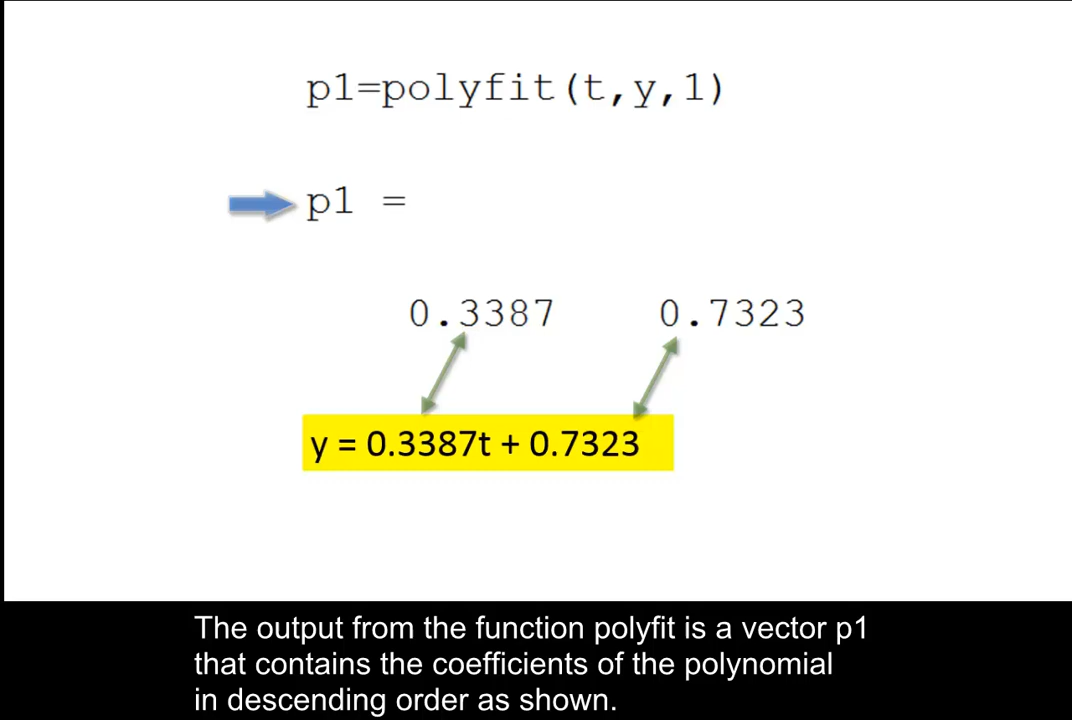 p1=polyfit(t,y,1)
p1 =
0.3387 0.7323
y = 0.3387t + 0.7323
The output from the function polyfit is a vector p1
that contains the coefficients of the polynomial
in descending order as shown.